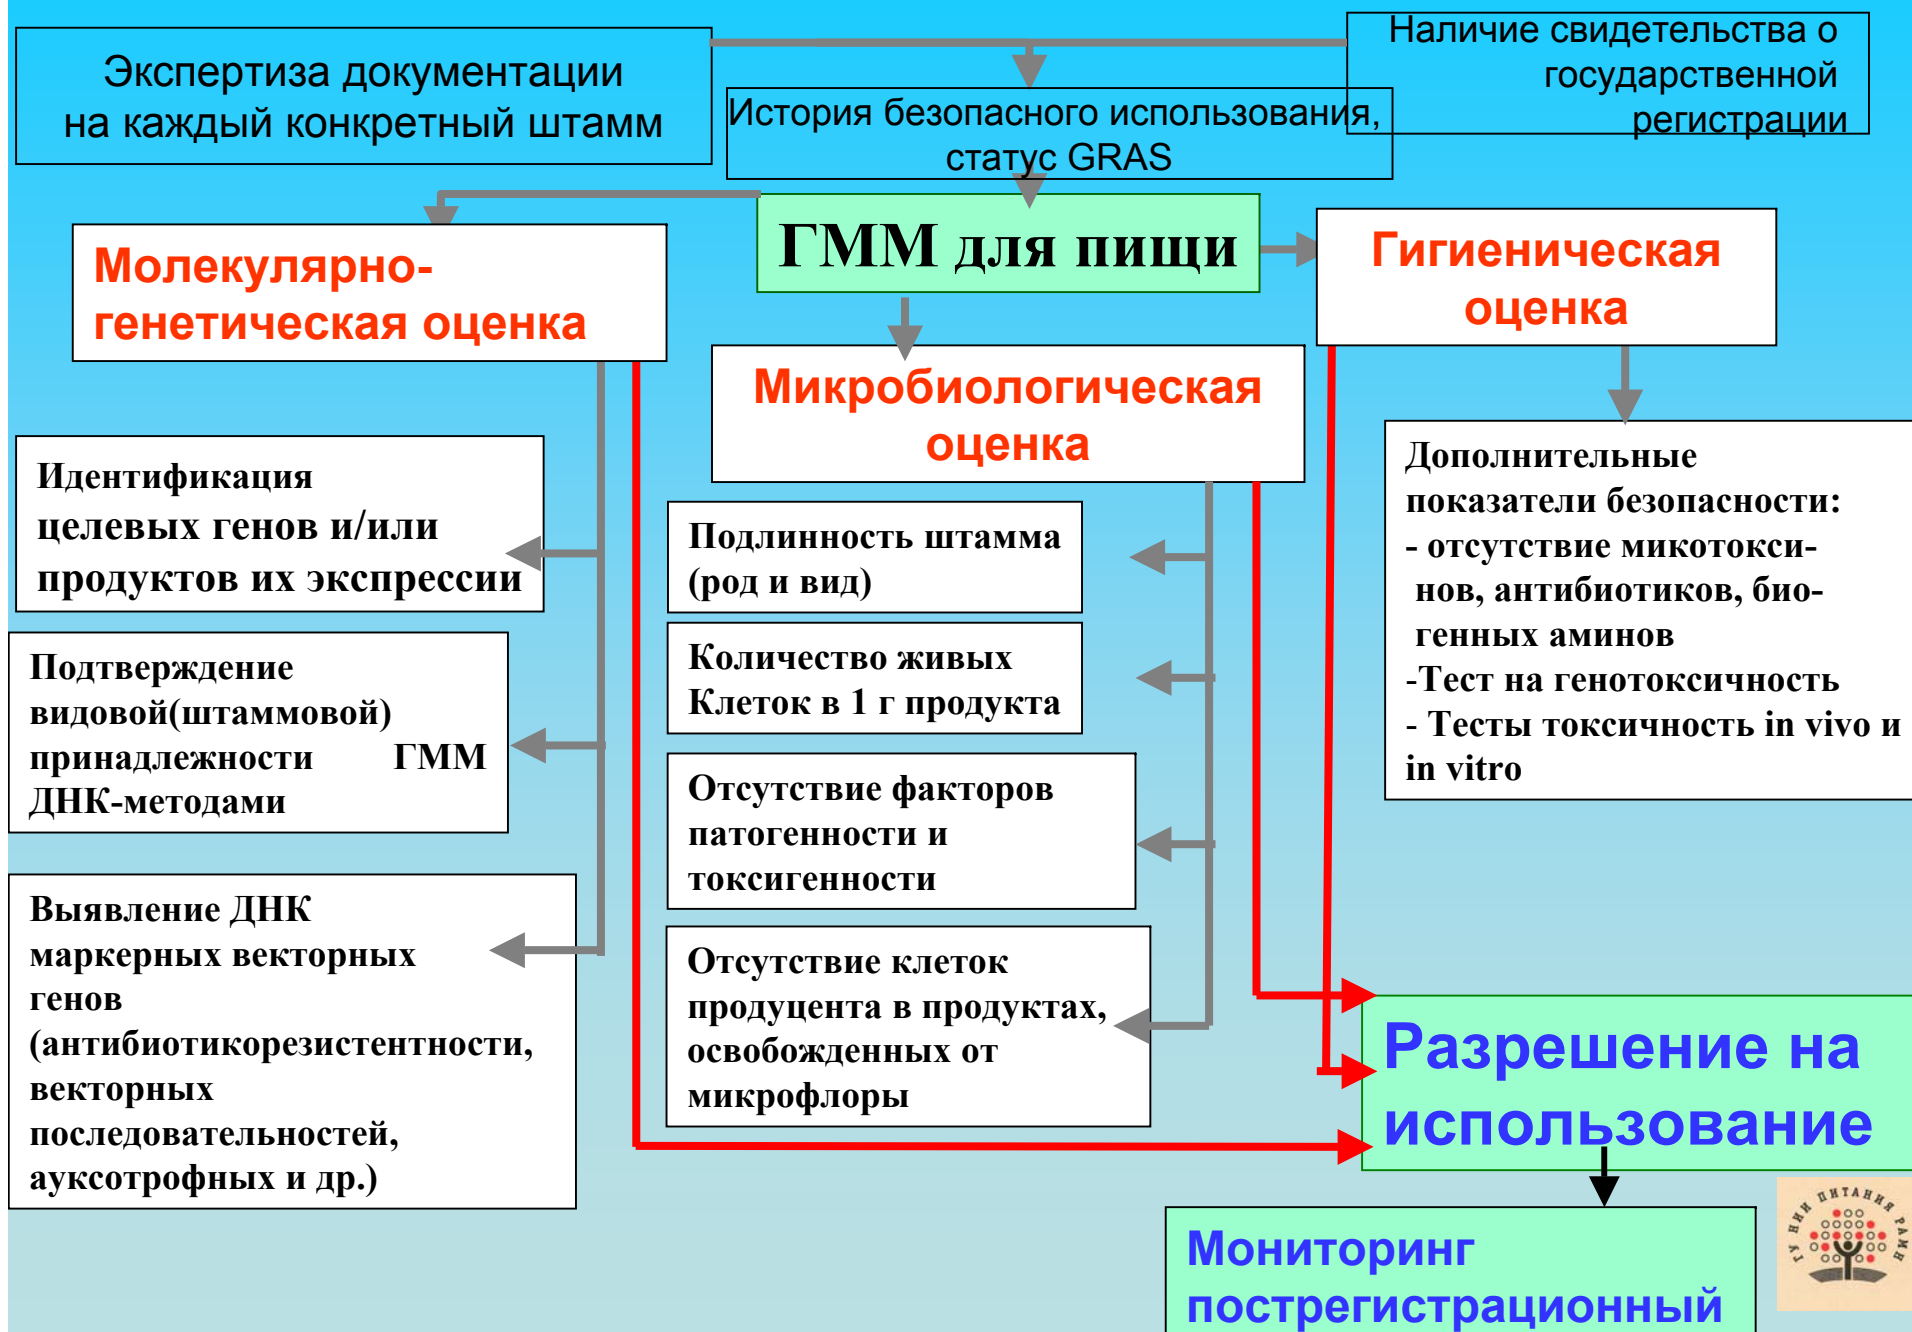 Экспертиза документации
на каждый конкретный штамм
История безопасного использования,
статус GRAS
Наличие свидетельства о
государственной
регистрации
ГММ для пищи
Молекулярно-
генетическая оценка
Микробиологическая
оценка
Гигиеническая
оценка
Идентификация
целевых генов и/или
продуктов их экспрессии
Подтверждение
видовой(штаммовой)
принадлежности ГММ
ДНК-методами
Выявление ДНК
маркерных векторных
генов
(антибиотикорезистентности,
векторных
последовательностей,
ауксотрофных и др.)
Подлинность штамма
(род и вид)
Количество живых
Клеток в 1 г продукта
Отсутствие факторов
патогенности и
токсигенности
Отсутствие клеток
продуцента в продуктах,
освобожденных от
микрофлоры
Дополнительные
показатели безопасности:
- отсутствие микотокси-
нов, антибиотиков, био-
генных аминов
-Тест на генотоксичность
- Тесты токсичность in vivo и
in vitro
Разрешение на
использование
Мониторинг
пострегистрационный
ГУ НИИ ПИТАНИЯ РАМН